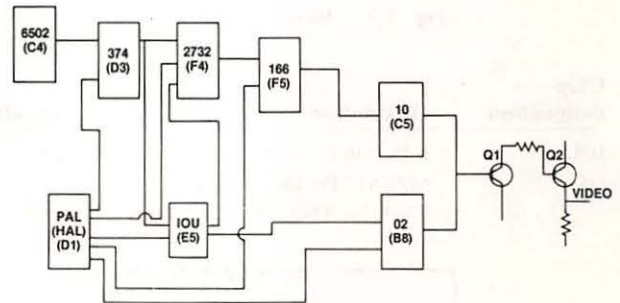 6502
(C4)
374
(D3)
2732
(F4)
166
(F5)
10
(C5)
Q1
Q2
VIDEO
PAL
(HAL)
(D1)
IOU
(E5)
02
(B8)